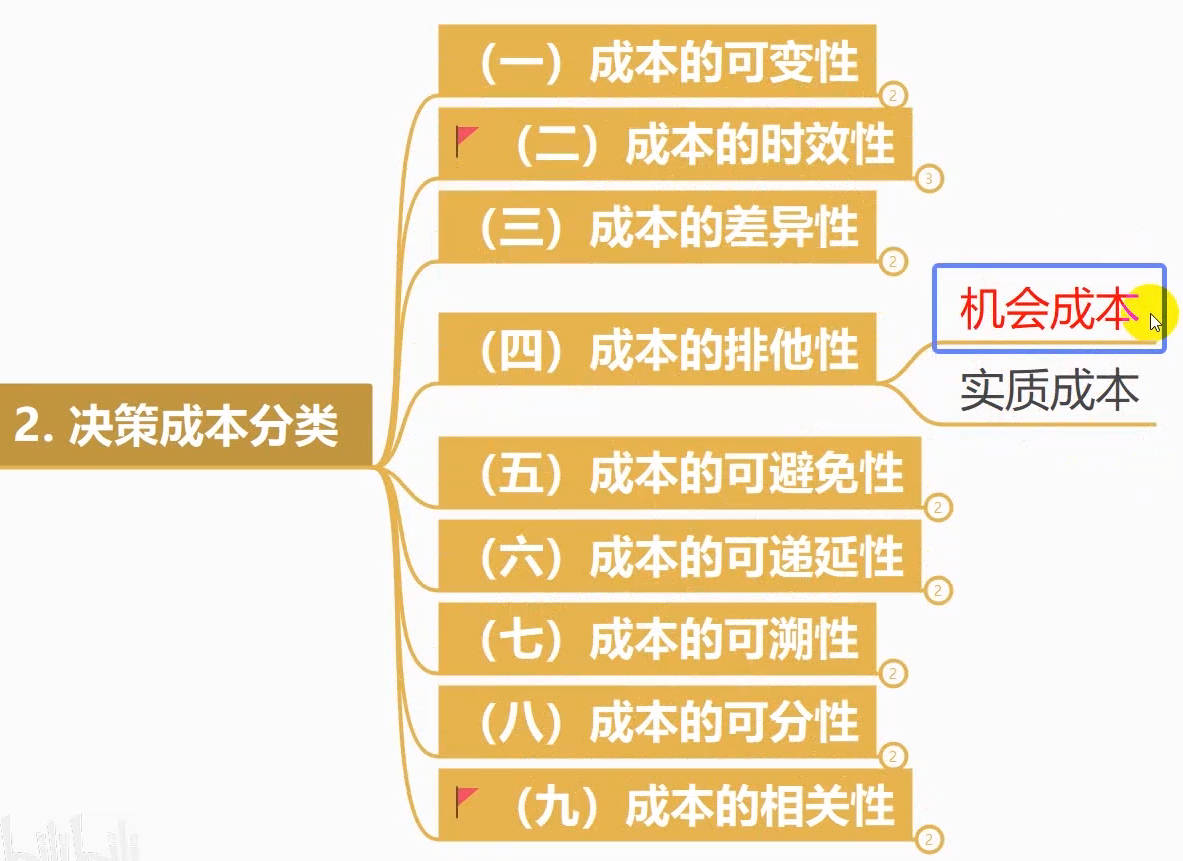 2. 决策成本分类
（一）成本的可变性
2
（二）成本的时效性
3
（三）成本的差异性
2
（四）成本的排他性
机会成本
实质成本
（五）成本的可避免性
2
（六）成本的可递延性
2
（七）成本的可溯性
2
（八）成本的可分性
2
（九）成本的相关性
2
bilibili